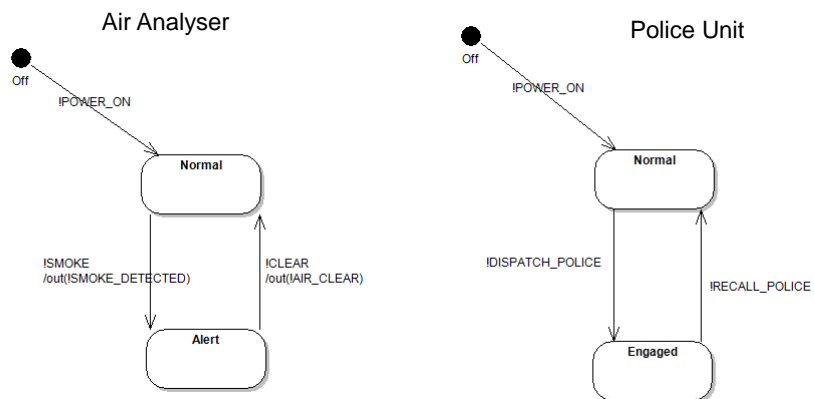 Air Analyser
Off
!POWER_ON
Normal
!SMOKE
/out(!SMOKE_DETECTED)
!CLEAR
/out(!AIR_CLEAR)
Alert
Police Unit
Off
!POWER_ON
Normal
!DISPATCH_POLICE
!RECALL_POLICE
Engaged